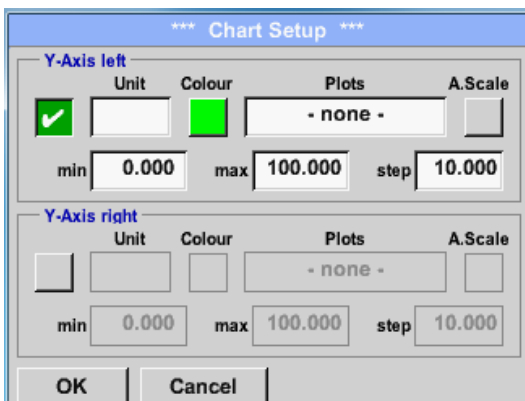 *** Chart Setup ***
Y-Axis left
Unit Colour Plots A.Scale
- none -
min 0.000 max 100.000 step 10.000
Y-Axis right
Unit Colour Plots A.Scale
- none -
min 0.000 max 100.000 step 10.000
OK Cancel